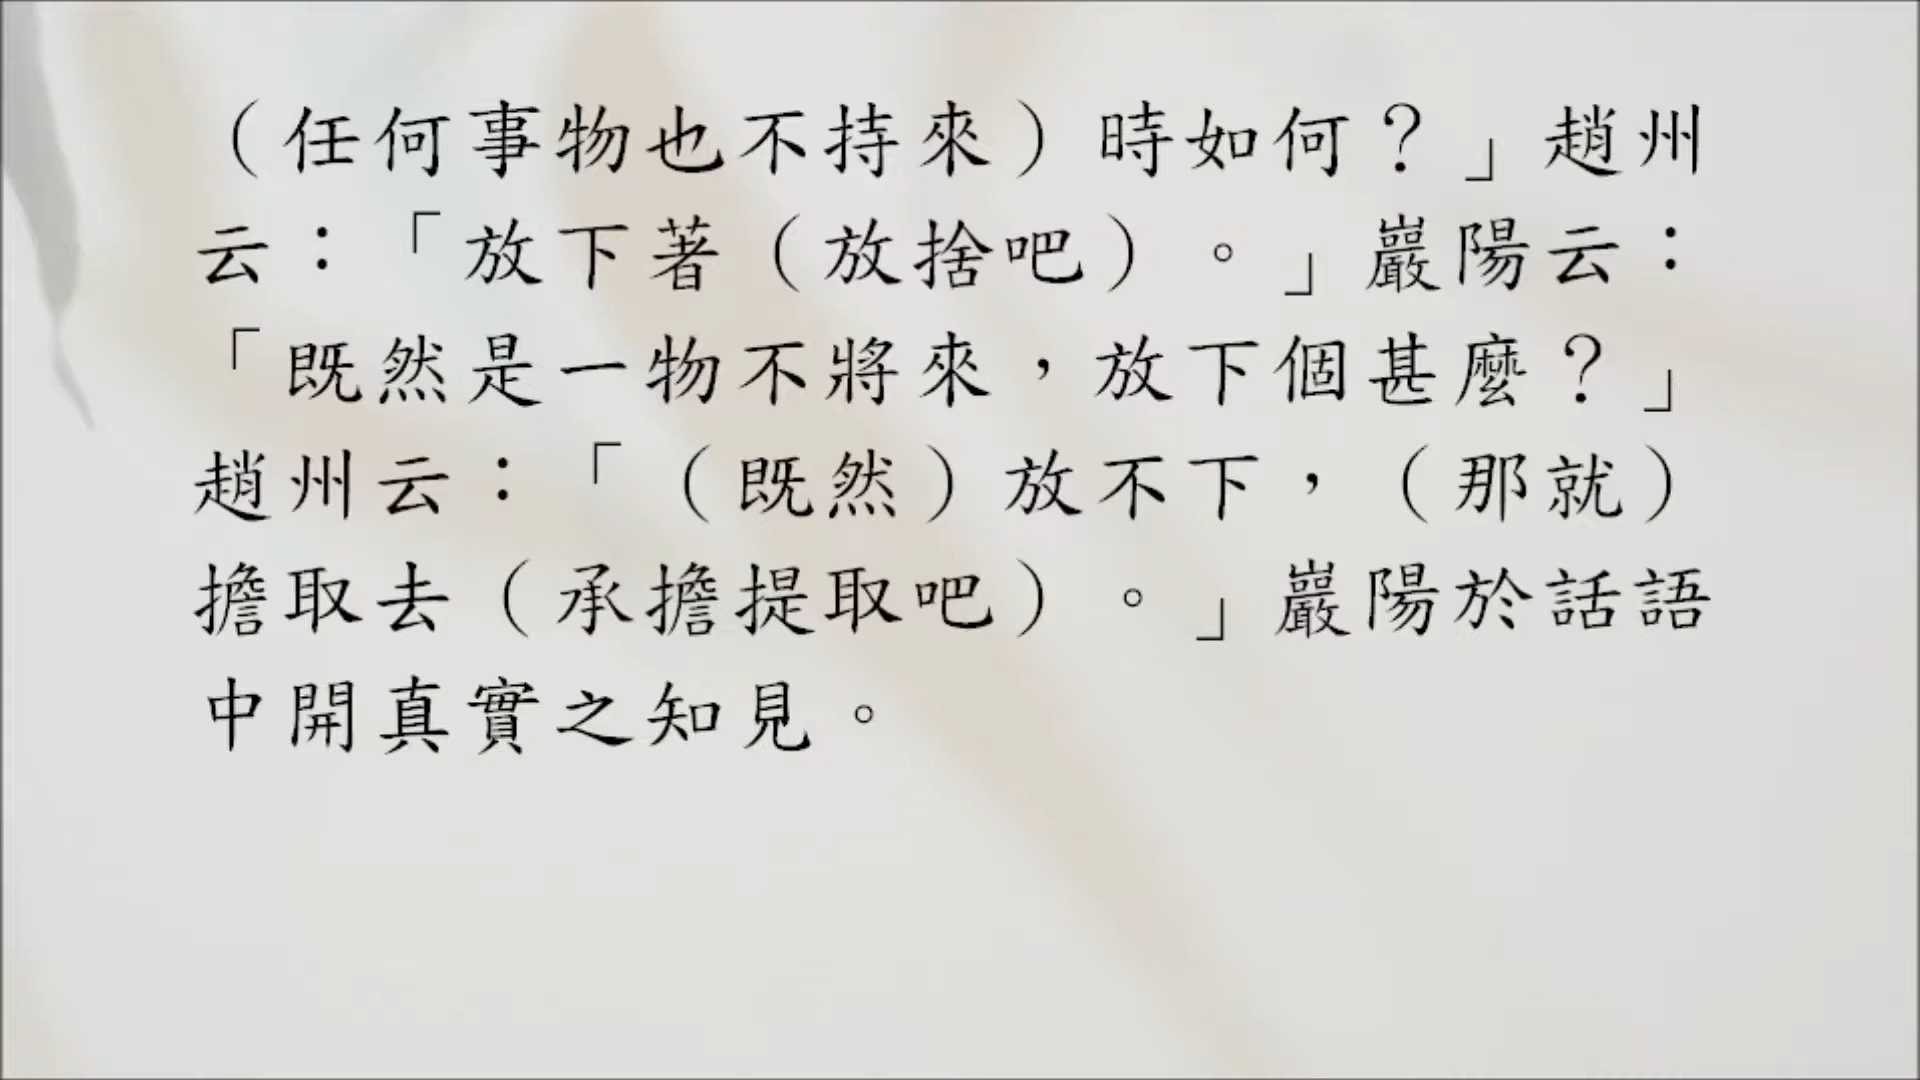 （任何事物也不持來）時如何？」趙州
云：「放下著（放捨吧）。」巖陽云：
「既然是一物不將來，放下個甚麼？」
趙州云：「（既然）放不下，（那就）
擔取去（承擔提取吧）。」巖陽於話語
中開真實之知見。